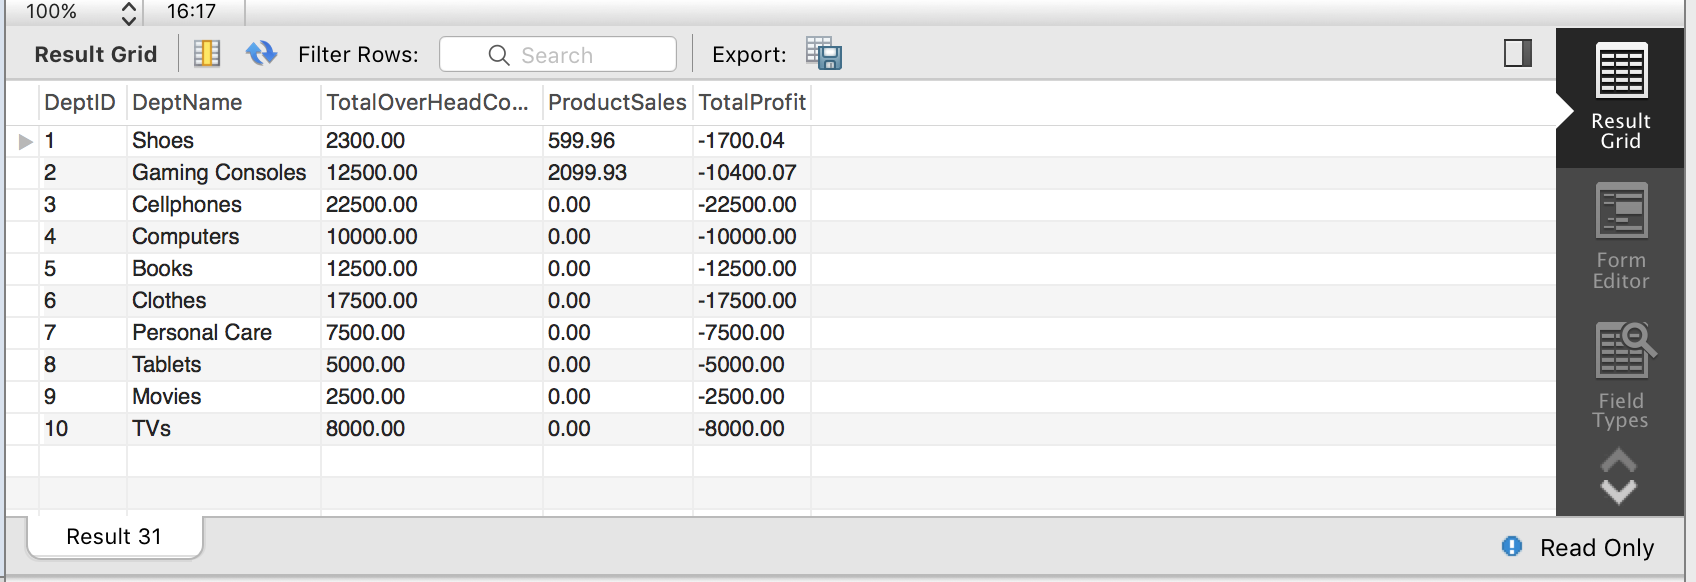 100% 16:17
Result Grid Filter Rows: Search Export:
DeptID DeptName TotalOverHeadCo... ProductSales TotalProfit
1 Shoes 2300.00 599.96 -1700.04
2 Gaming Consoles 12500.00 2099.93 -10400.07
3 Cellphones 22500.00 0.00 -22500.00
4 Computers 10000.00 0.00 -10000.00
5 Books 12500.00 0.00 -12500.00
6 Clothes 17500.00 0.00 -17500.00
7 Personal Care 7500.00 0.00 -7500.00
8 Tablets 5000.00 0.00 -5000.00
9 Movies 2500.00 0.00 -2500.00
10 TVs 8000.00 0.00 -8000.00
Result
Grid
Form
Editor
Field
Types
Result 31
Read Only